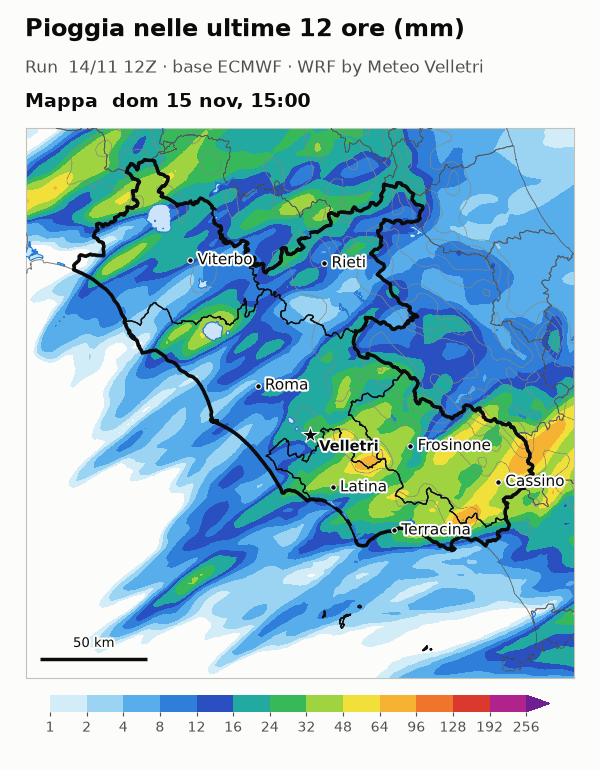 Pioggia nelle ultime 12 ore (mm)
Run 14/11 12Z · base ECMWF · WRF by Meteo Velletri
Mappa dom 15 nov, 15:00
Viterbo
Rieti
Roma
Velletri
Frosinone
Cassino
Latina
Terracina
50 km
1 2 4 8 12 16 24 32 48 64 96 128 192 256